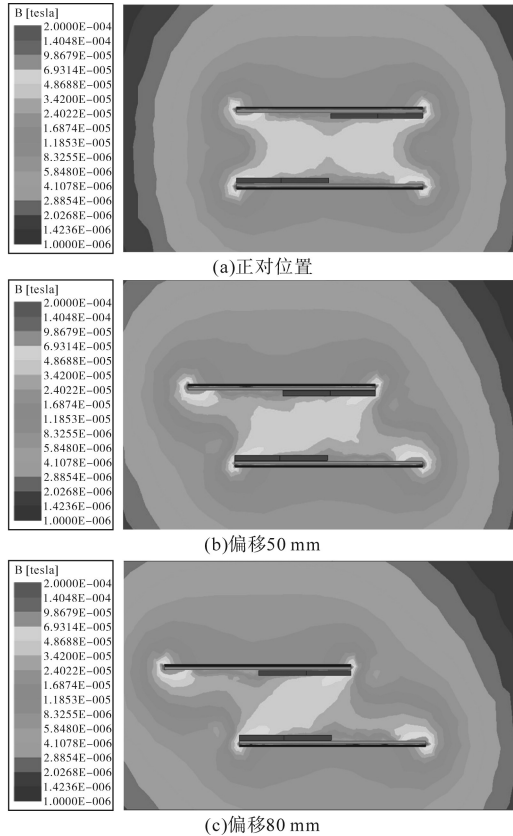 B [tesla]
2.0000E-004
1.4048E-004
9.8679E-005
6.9314E-005
4.8688E-005
3.4200E-005
2.4022E-005
1.6874E-005
1.1853E-005
8.3255E-006
5.8480E-006
4.1078E-006
2.8854E-006
2.0268E-006
1.4236E-006
1.0000E-006
(a)正对位置
B [tesla]
2.0000E-004
1.4048E-004
9.8679E-005
6.9314E-005
4.8688E-005
3.4200E-005
2.4022E-005
1.6874E-005
1.1853E-005
8.3255E-006
5.8480E-006
4.1078E-006
2.8854E-006
2.0268E-006
1.4236E-006
1.0000E-006
(b)偏移50 mm
B [tesla]
2.0000E-004
1.4048E-004
9.8679E-005
6.9314E-005
4.8688E-005
3.4200E-005
2.4022E-005
1.6874E-005
1.1853E-005
8.3255E-006
5.8480E-006
4.1078E-006
2.8854E-006
2.0268E-006
1.4236E-006
1.0000E-006
(c)偏移80 mm